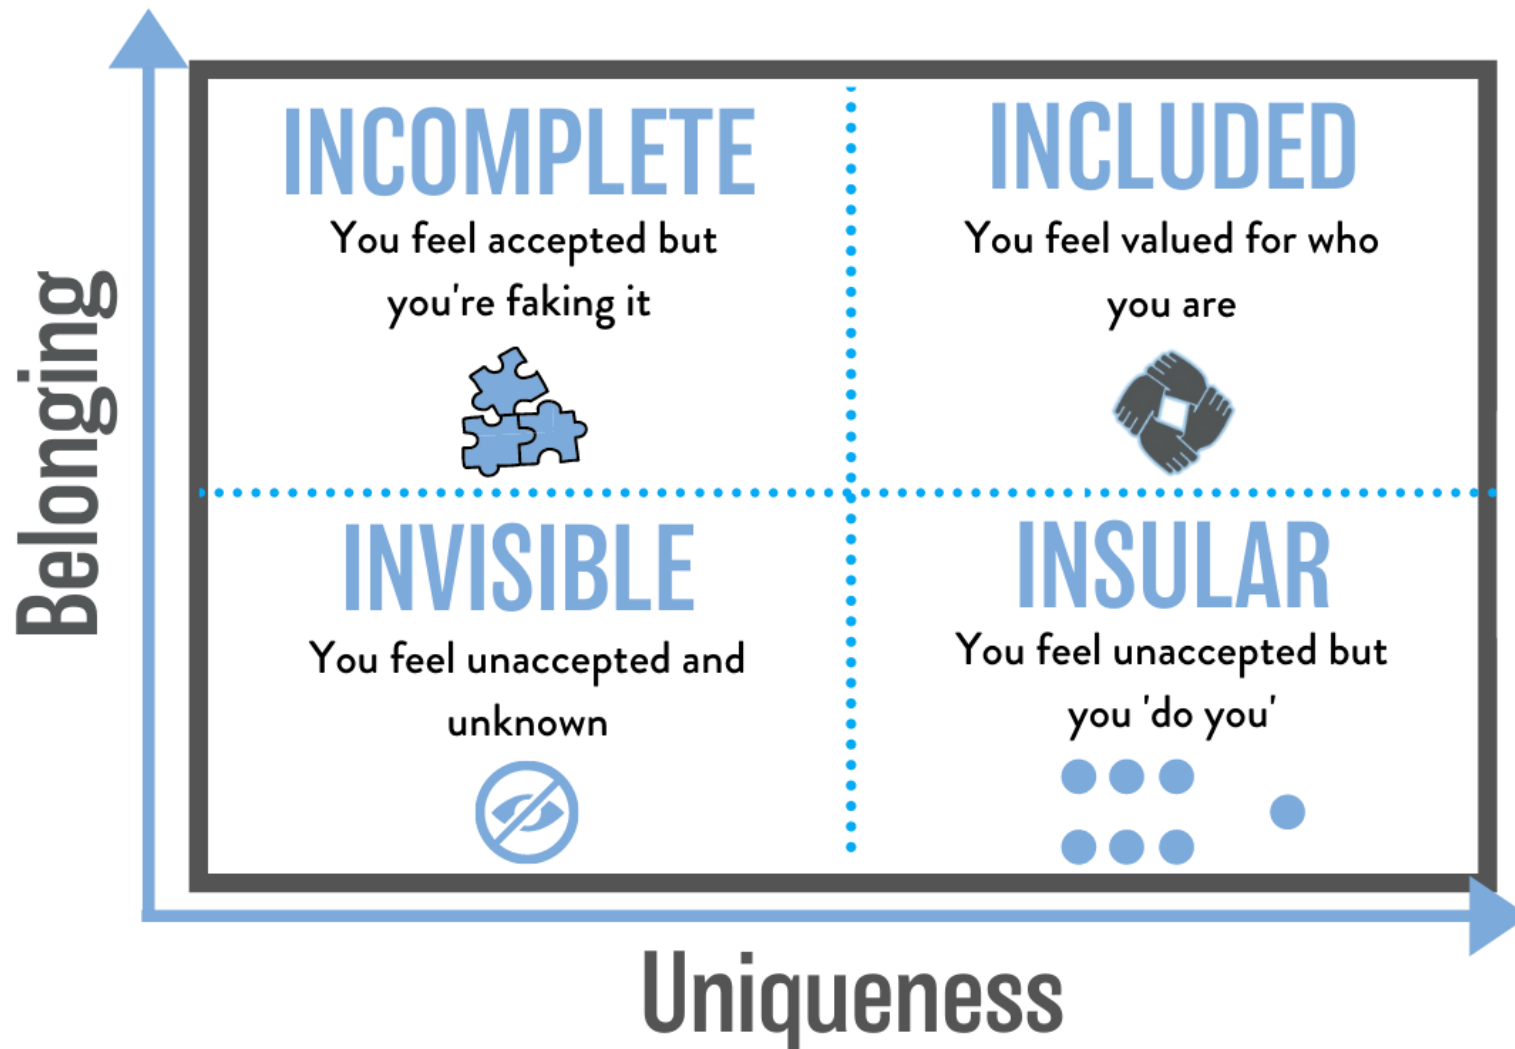 INCOMPLETE
You feel accepted but
you're faking it
INCLUDED
You feel valued for who
you are
Belonging
INVISIBLE
You feel unaccepted and
unknown
INSULAR
You feel unaccepted but
you 'do you'
Uniqueness